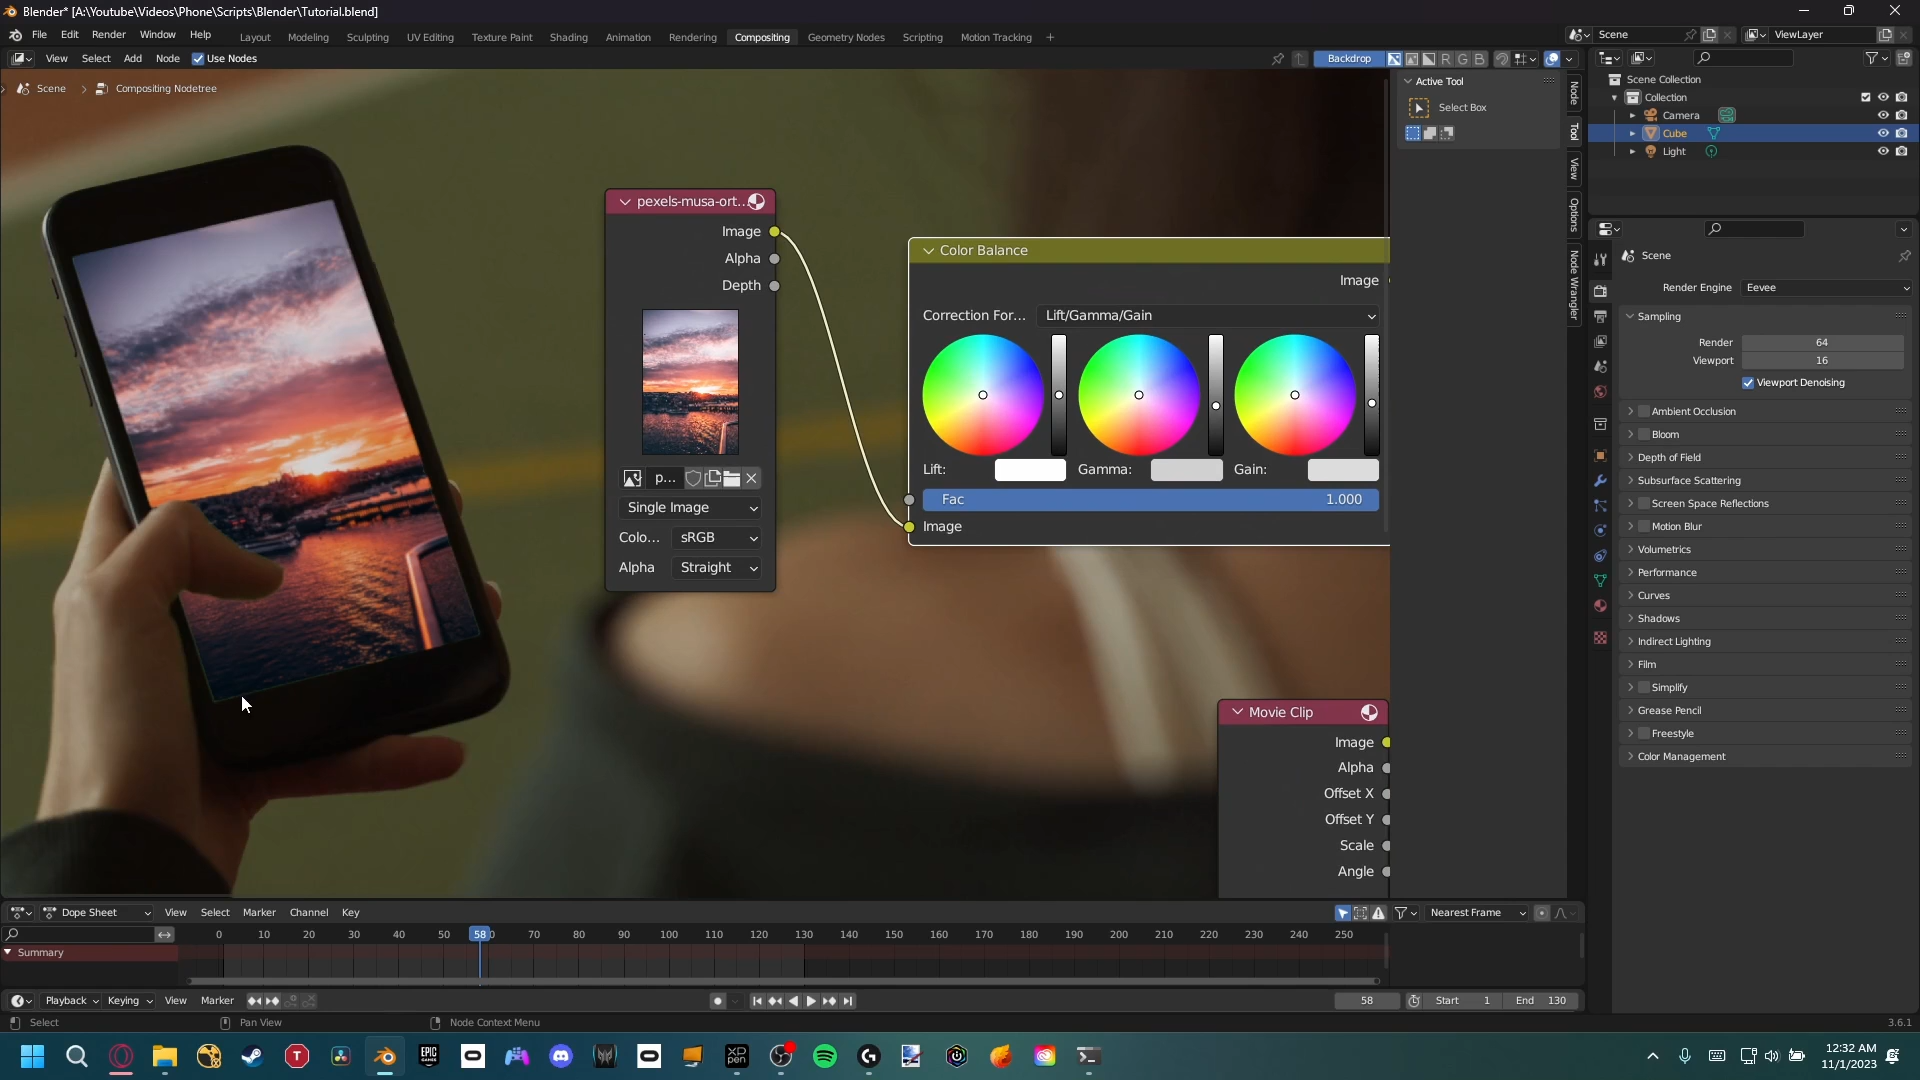 Blender* [A:\Youtube\Videos\Phone\Scripts\Blender\Tutorial.blend]
File Edit Render Window Help Layout Modeling Sculpting UV Editing Texture Paint Shading Animation Rendering Compositing Geometry Nodes Scripting Motion Tracking + Scene ViewLayer
View Select Add Node Use Nodes Backdrop R G B
Scene > Compositing Nodetree
Active Tool
Select Box
Node
Tool
View
Options
Node Wrangler
pexels-musa-ort...
Image
Alpha
Depth
p...
Single Image
Colo... sRGB
Alpha Straight
Color Balance
Image
Correction For... Lift/Gamma/Gain
Lift: Gamma: Gain:
Fac 1.000
Image
Movie Clip
Image
Alpha
Offset X
Offset Y
Scale
Angle
Scene Collection
Collection
Camera
Cube
Light
Scene
Render Engine Eevee
Sampling
Render 64
Viewport 16
Viewport Denoising
Ambient Occlusion
Bloom
Depth of Field
Subsurface Scattering
Screen Space Reflections
Motion Blur
Volumetrics
Performance
Curves
Shadows
Indirect Lighting
Film
Simplify
Grease Pencil
Freestyle
Color Management
Dope Sheet View Select Marker Channel Key Nearest Frame
0 10 20 30 40 50 58 70 80 90 100 110 120 130 140 150 160 170 180 190 200 210 220 230 240 250
Summary
Playback Keying View Marker 58 Start 1 End 130
Select Pan View Node Context Menu 3.6.1
T EPIC GAMES XP PEN 12:32 AM
11/1/2023